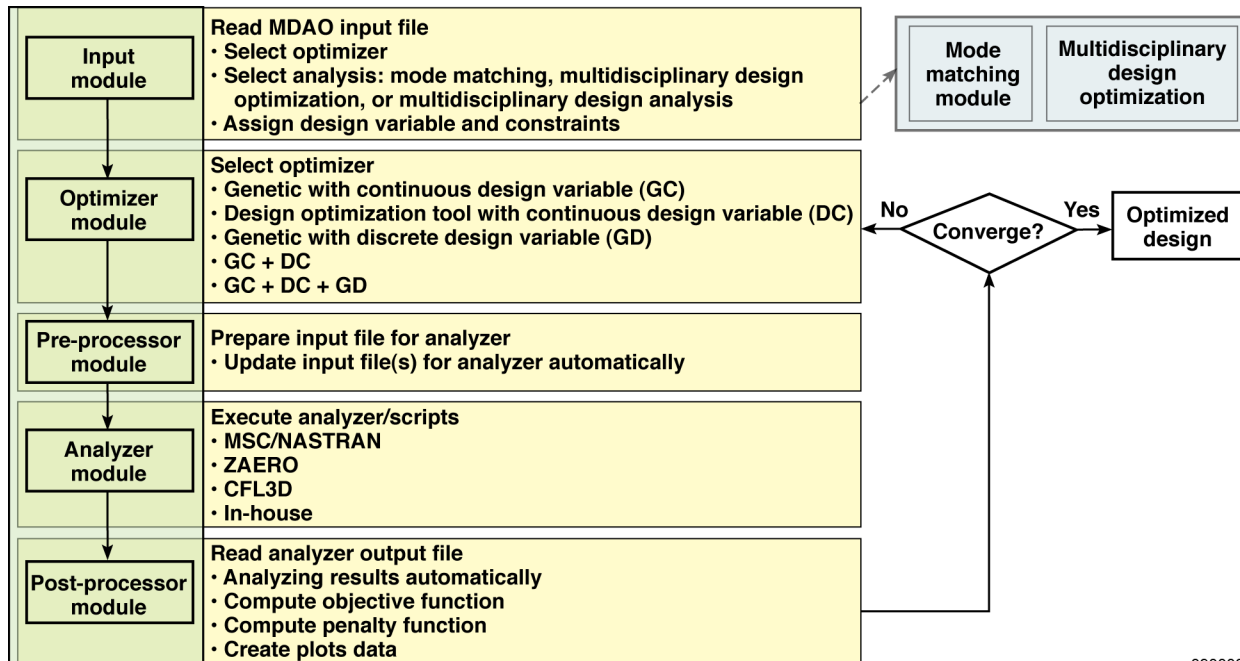 Input
module
Read MDAO input file
· Select optimizer
· Select analysis: mode matching, multidisciplinary design
optimization, or multidisciplinary design analysis
· Assign design variable and constraints
Mode
matching
module
Multidisciplinary
design
optimization
Optimizer
module
Select optimizer
· Genetic with continuous design variable (GC)
· Design optimization tool with continuous design variable (DC)
· Genetic with discrete design variable (GD)
· GC + DC
· GC + DC + GD
No
Converge?
Yes
Optimized
design
Pre-processor
module
Prepare input file for analyzer
· Update input file(s) for analyzer automatically
Analyzer
module
Execute analyzer/scripts
· MSC/NASTRAN
· ZAERO
· CFL3D
· In-house
Post-processor
module
Read analyzer output file
· Analyzing results automatically
· Compute objective function
· Compute penalty function
· Create plots data